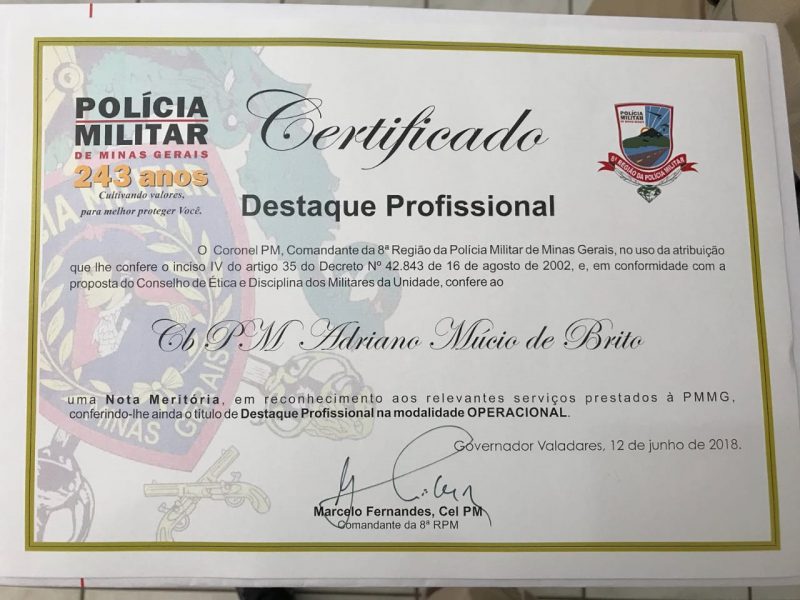 POLÍCIA
MILITAR
DE MINAS GERAIS
243 anos
Cultivando valores,
para melhor proteger Você.
Certificado
POLÍCIA
MILITAR
DE MINAS GERAIS
8ª REGIÃO DA POLÍCIA MILITAR
Destaque Profissional
O Coronel PM, Comandante da 8ª Região da Polícia Militar de Minas Gerais, no uso da atribuição
que lhe confere o inciso IV do artigo 35 do Decreto Nº 42.843 de 16 de agosto de 2002, e, em conformidade com a
proposta do Conselho de Ética e Disciplina dos Militares da Unidade, confere ao
Cb PM Adriano Múcio de Brito
uma Nota Meritória, em reconhecimento aos relevantes serviços prestados à PMMG,
conferindo-lhe ainda o título de Destaque Profissional na modalidade OPERACIONAL.
Governador Valadares, 12 de junho de 2018.
Marcelo Fernandes, Cel PM
Comandante da 8ª RPM
MINAS GERAIS